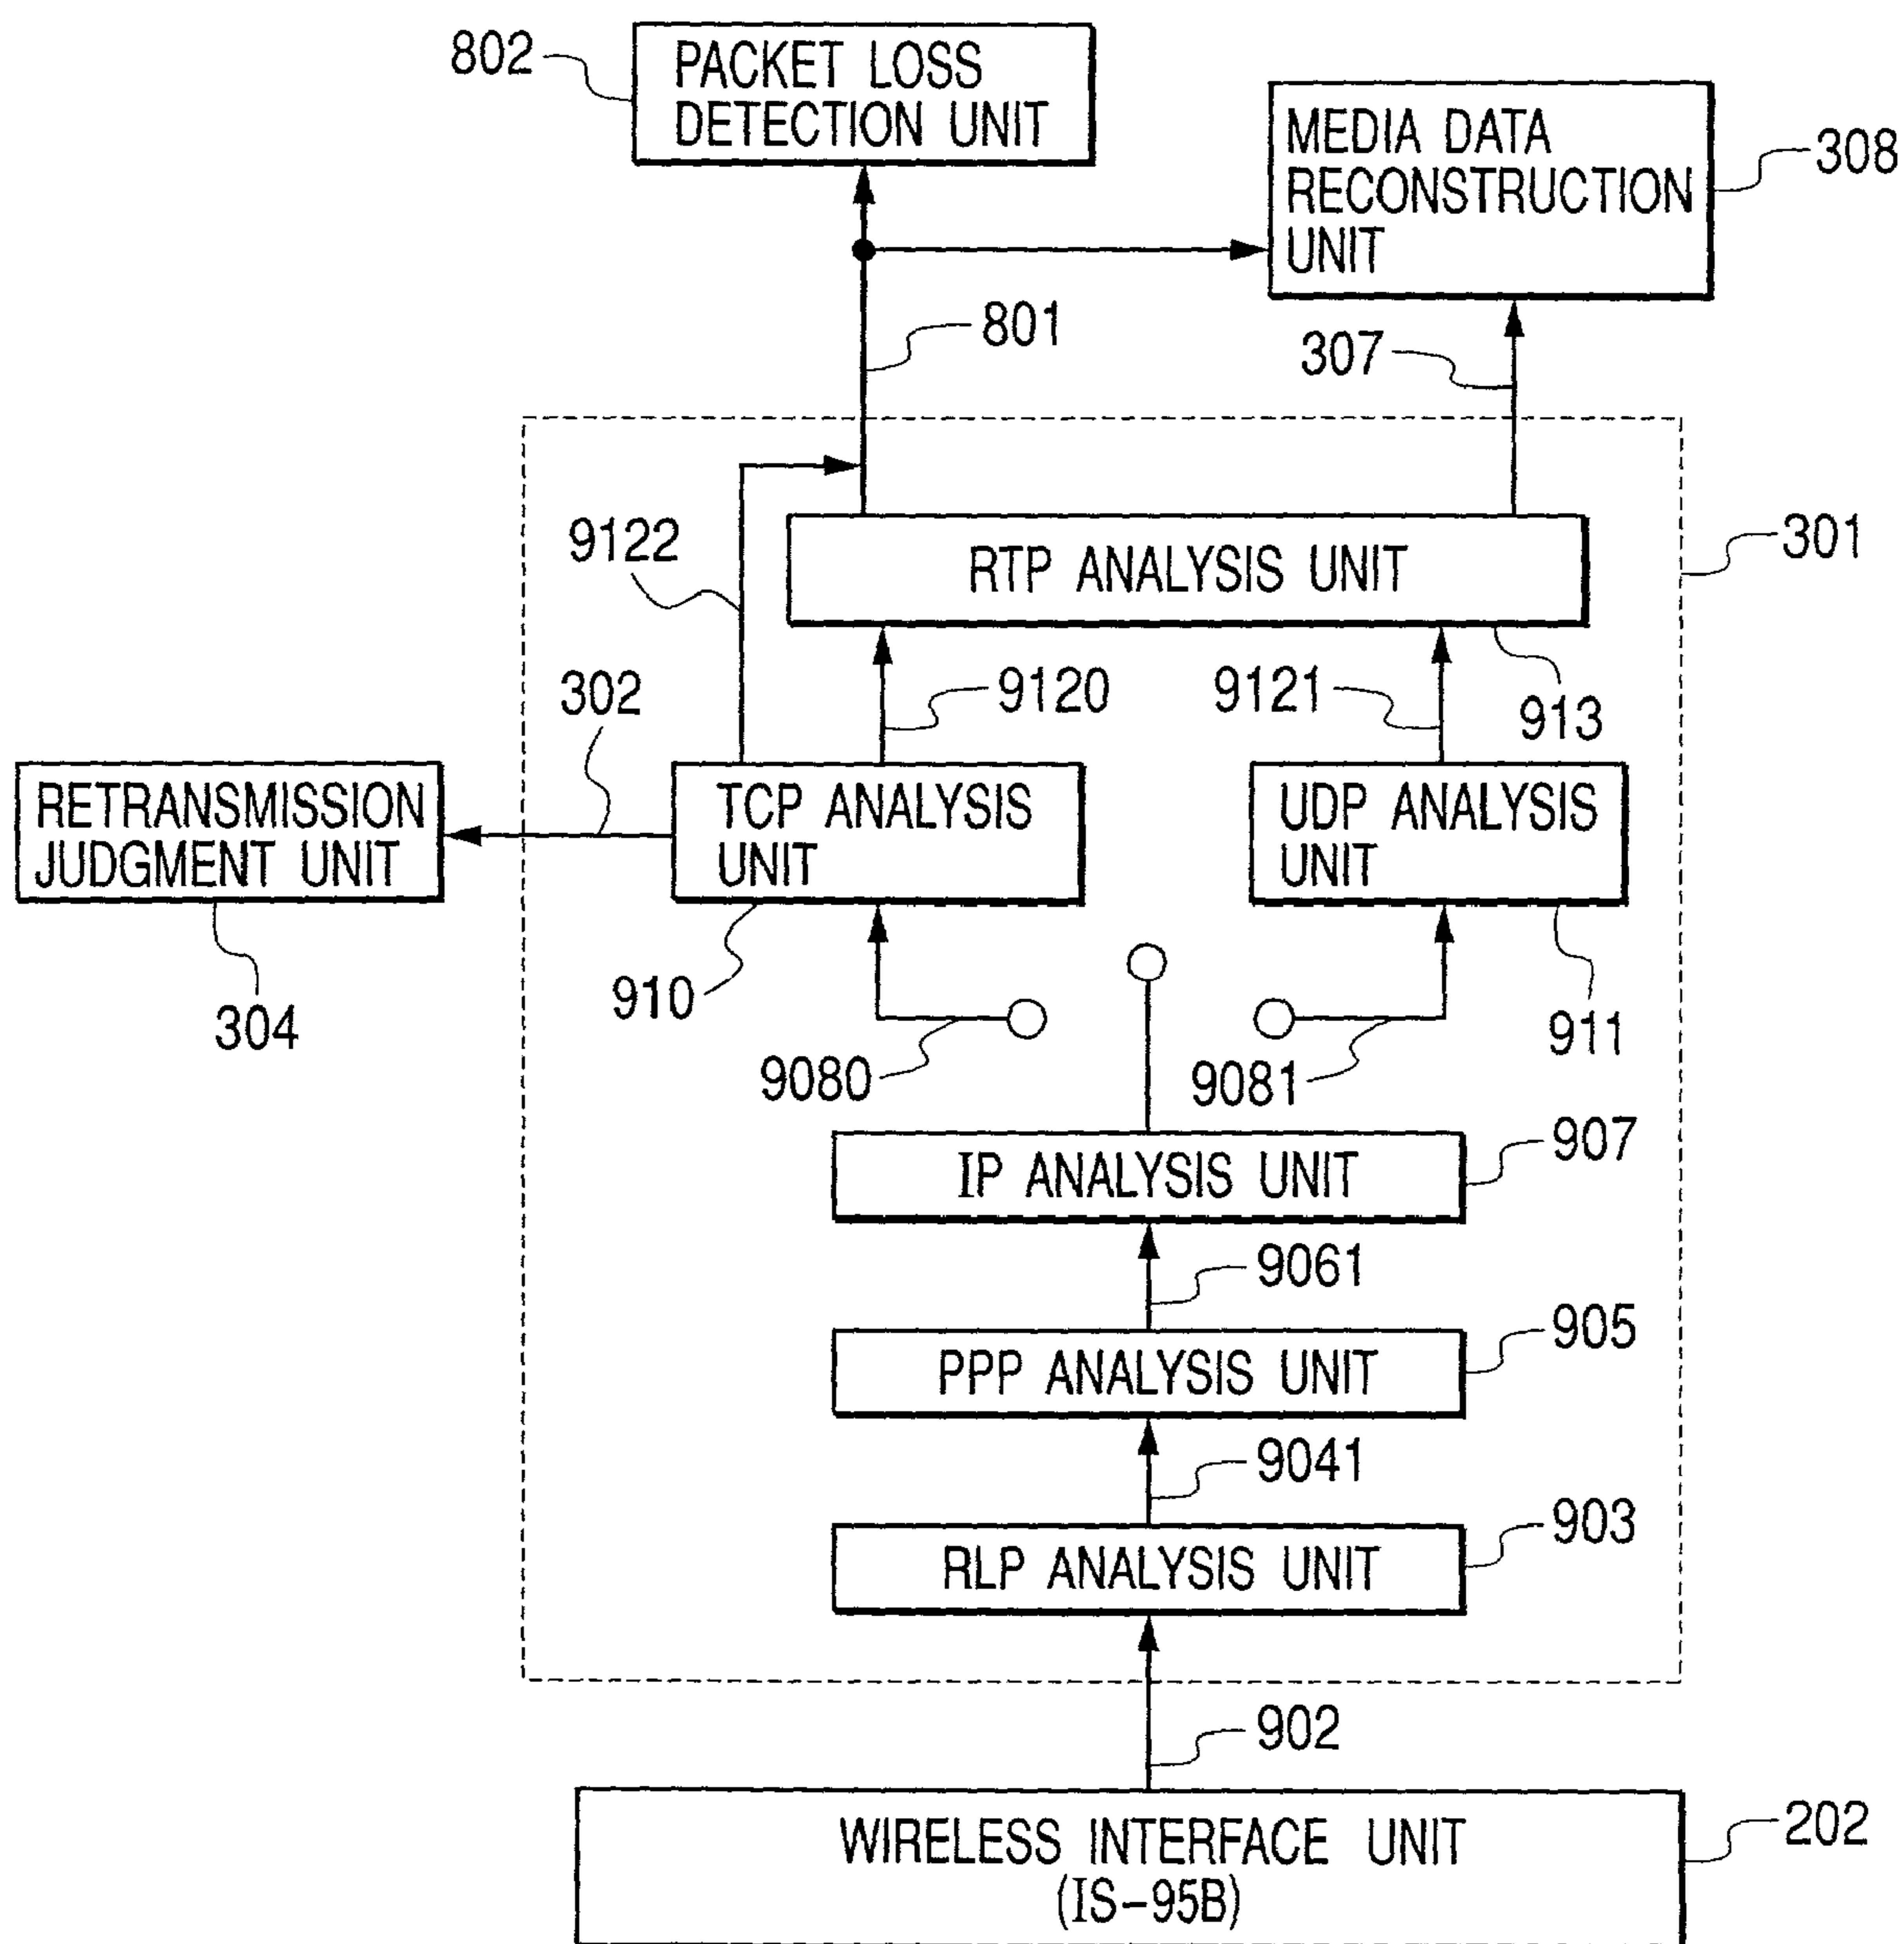 802
PACKET LOSS
DETECTION UNIT
MEDIA DATA
RECONSTRUCTION
UNIT
308
801
307
9122
RTP ANALYSIS UNIT
301
302
9120
9121
913
RETRANSMISSION
JUDGMENT UNIT
TCP ANALYSIS
UNIT
UDP ANALYSIS
UNIT
304
910
911
9080
9081
IP ANALYSIS UNIT
907
9061
PPP ANALYSIS UNIT
905
9041
RLP ANALYSIS UNIT
903
902
WIRELESS INTERFACE UNIT
(IS-95B)
202